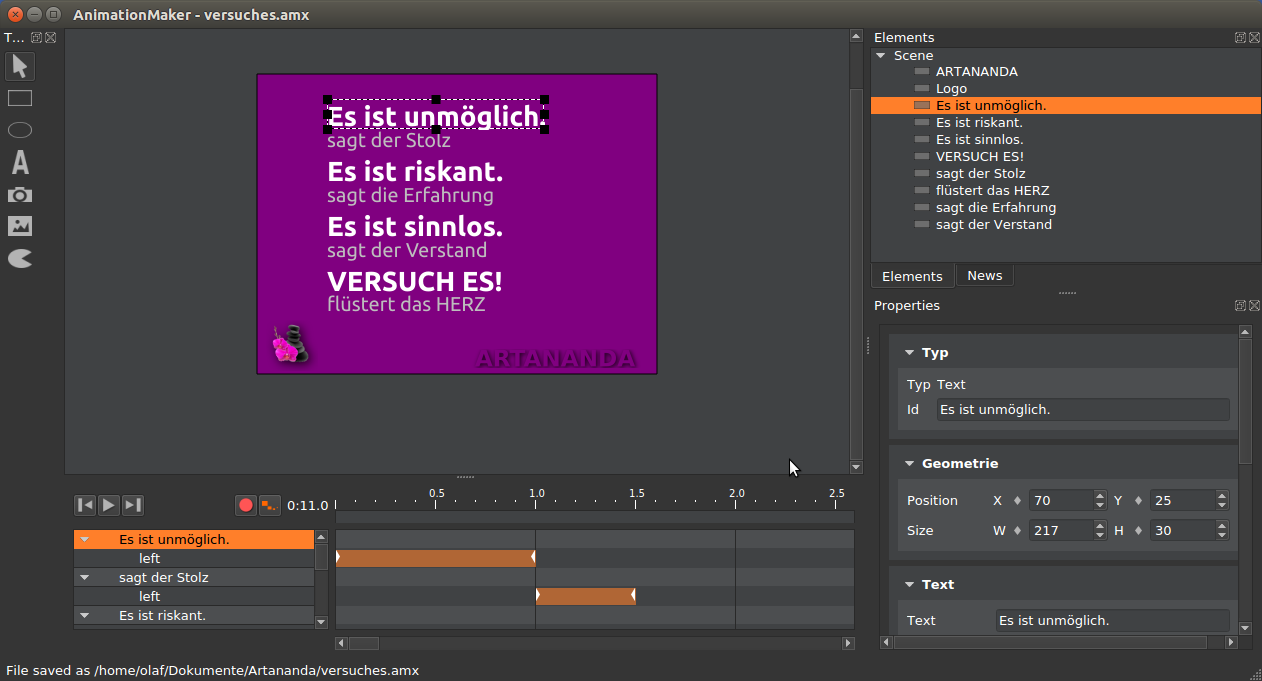 AnimationMaker - versuches.amx
T...
Es ist unmöglich.
sagt der Stolz
Es ist riskant.
sagt die Erfahrung
Es ist sinnlos.
sagt der Verstand
VERSUCH ES!
flüstert das HERZ
ARTANANDA
A
Elements
Scene
ARTANANDA
Logo
Es ist unmöglich.
Es ist riskant.
Es ist sinnlos.
VERSUCH ES!
sagt der Stolz
flüstert das HERZ
sagt die Erfahrung
sagt der Verstand
Elements News
Properties
Typ
Typ Text
Id Es ist unmöglich.
Geometrie
Position X 70 Y 25
Size W 217 H 30
Text
Text Es ist unmöglich.
0:11.0 0.5 1.0 1.5 2.0 2.5
Es ist unmöglich.
left
sagt der Stolz
left
Es ist riskant.
File saved as /home/olaf/Dokumente/Artananda/versuches.amx